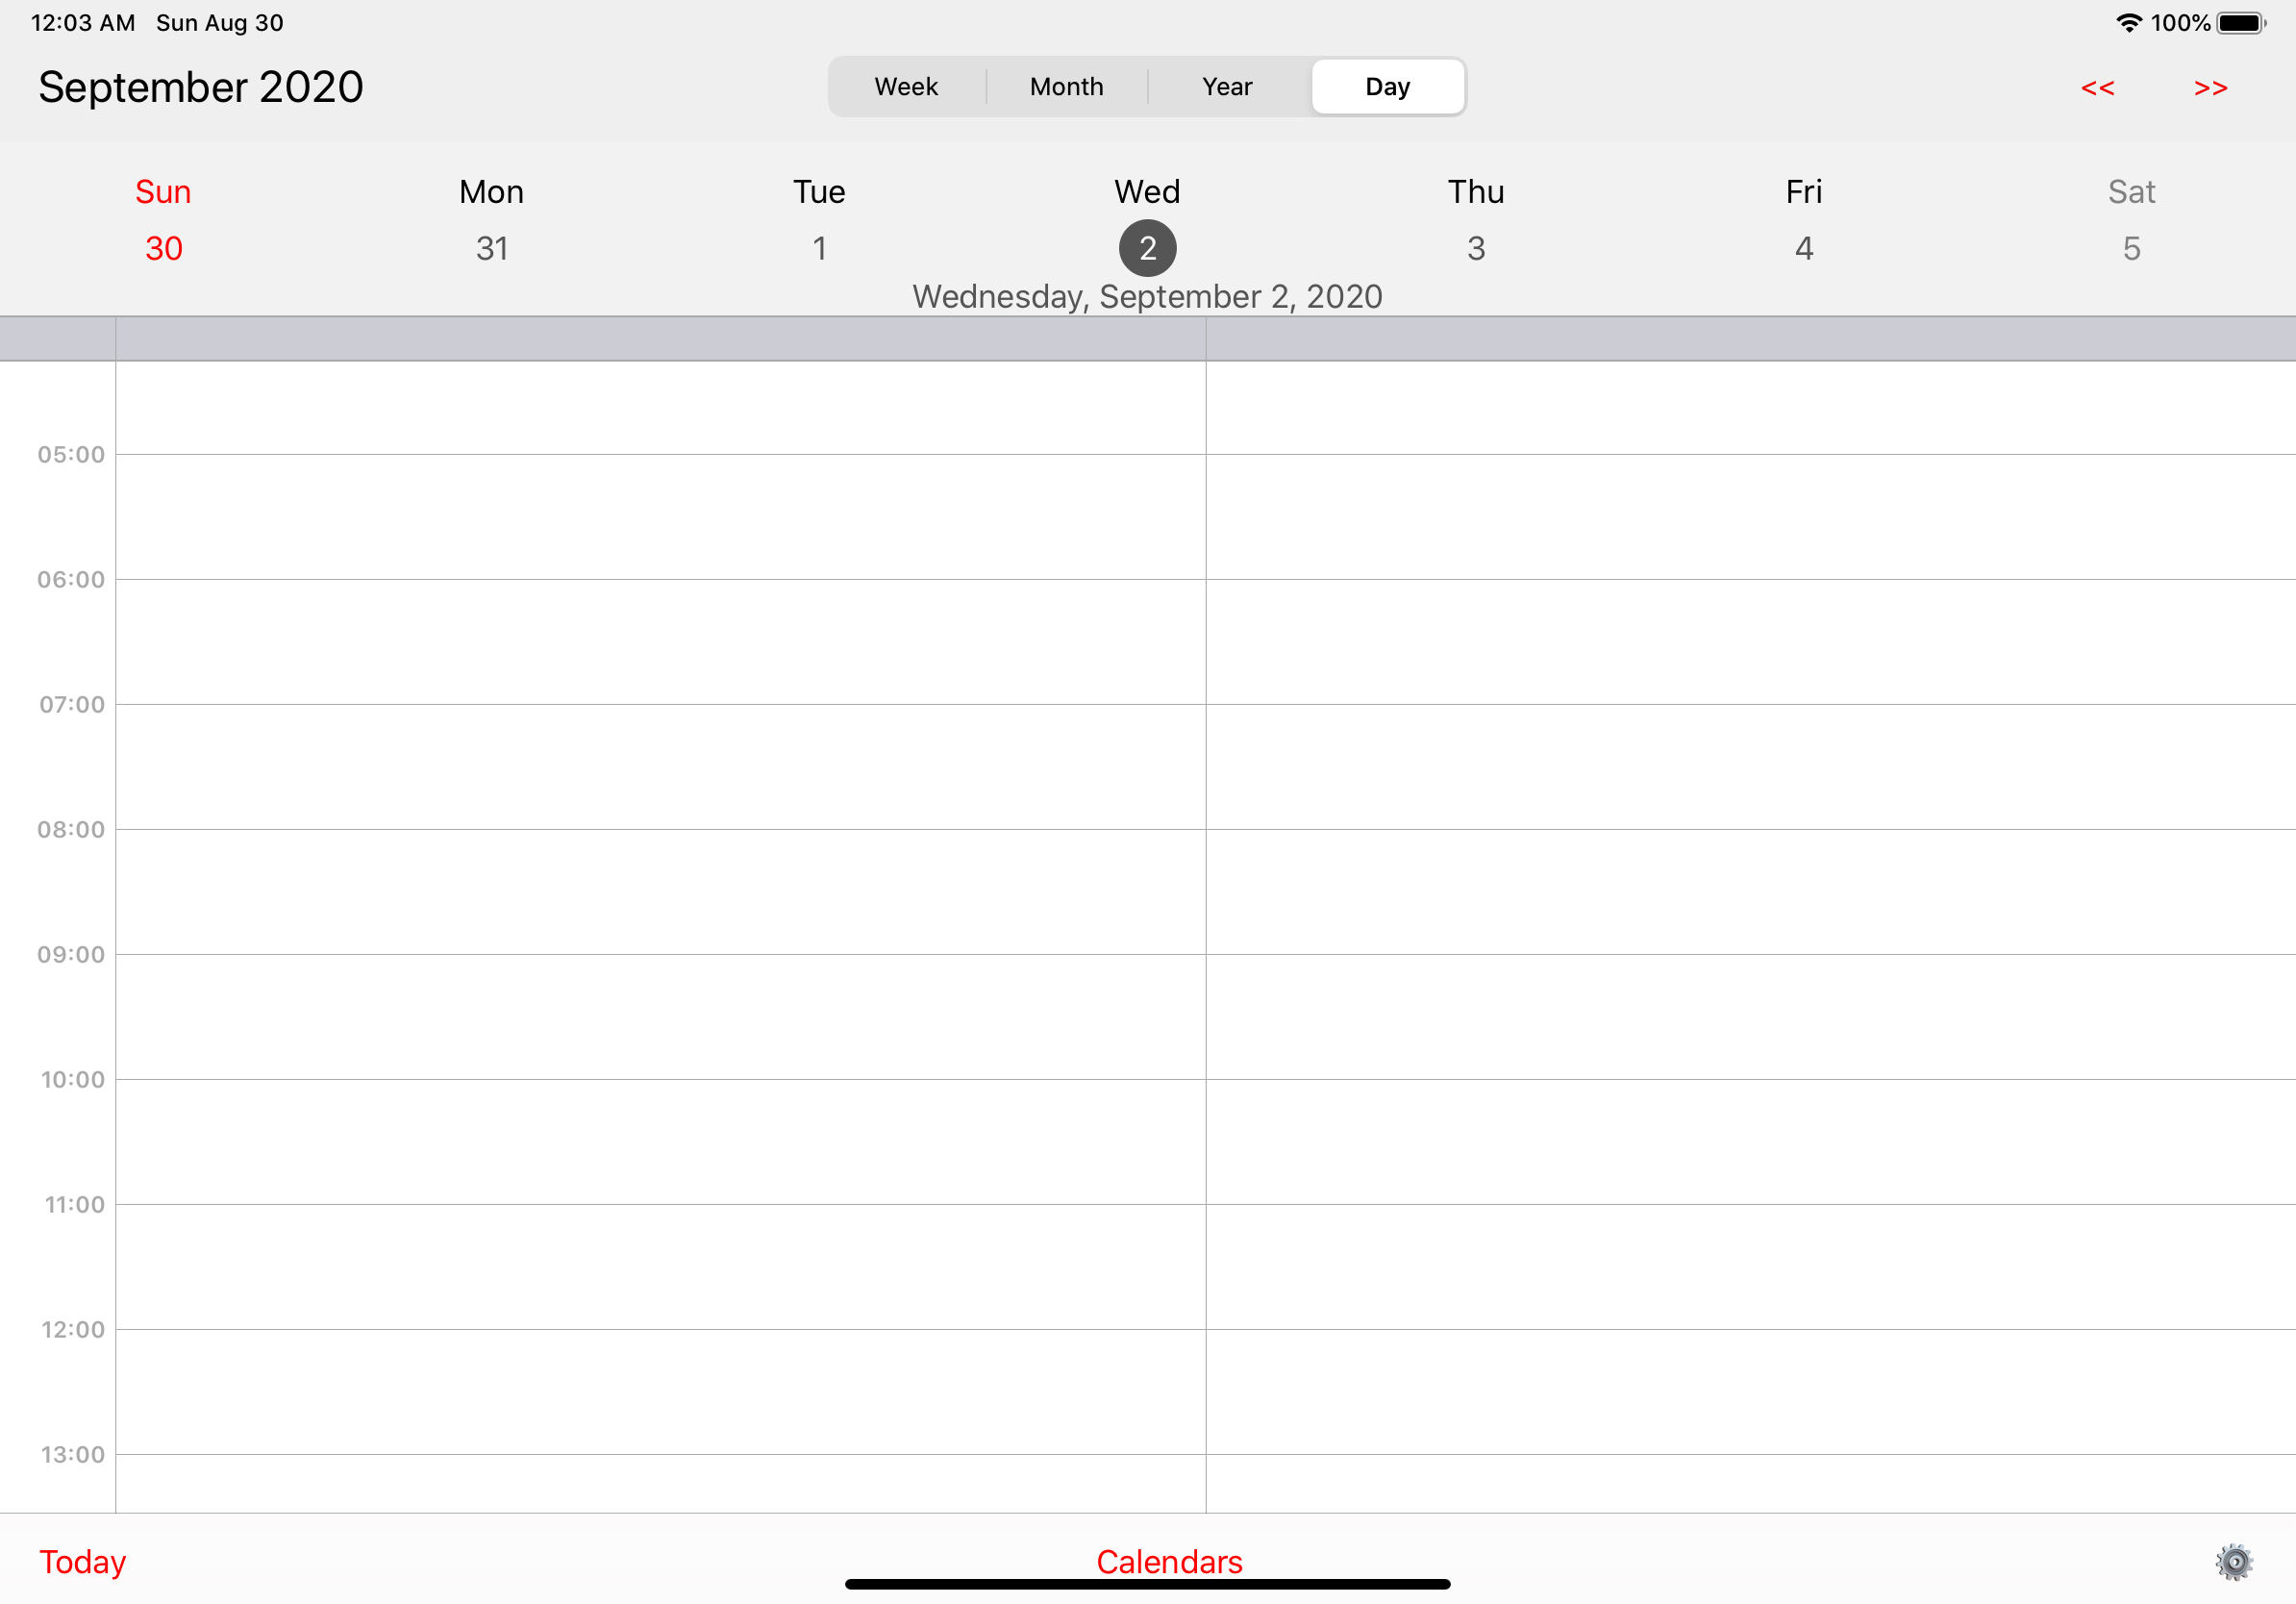 12:03 AM Sun Aug 30 100%
September 2020 Week Month Year Day << >>
Sun Mon Tue Wed Thu Fri Sat
30 31 1 2 3 4 5
Wednesday, September 2, 2020
05:00
06:00
07:00
08:00
09:00
10:00
11:00
12:00
13:00
Today Calendars